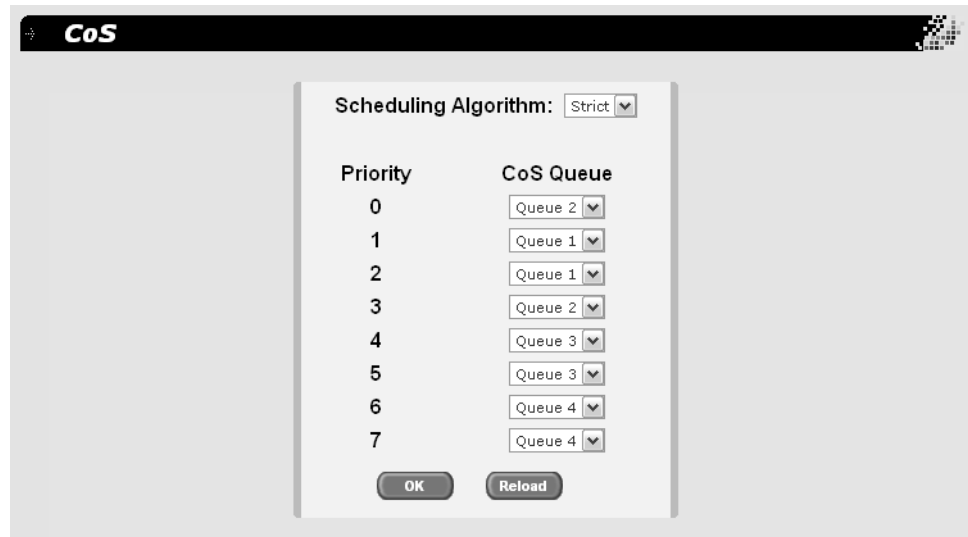 CoS
Scheduling Algorithm: Strict
Priority CoS Queue
0 Queue 2
1 Queue 1
2 Queue 1
3 Queue 2
4 Queue 3
5 Queue 3
6 Queue 4
7 Queue 4
OK Reload